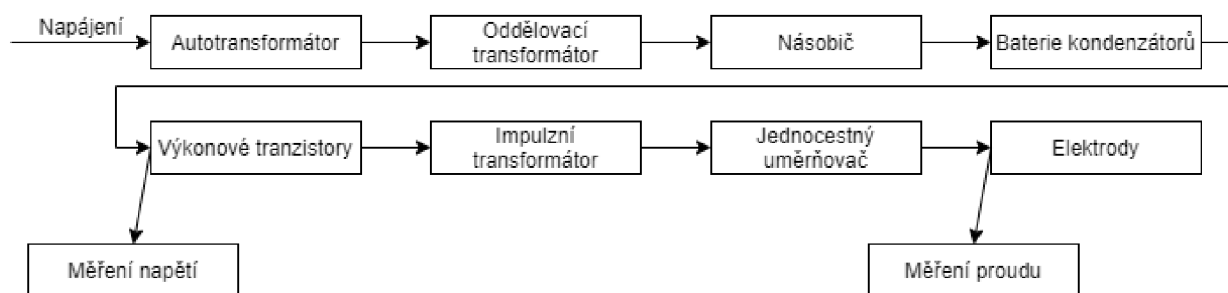 Napájení
Autotransformátor
Oddělovací
transformátor
Násobič
Baterie kondenzátorů
Výkonové tranzistory
Impulzní
transformátor
Jednocestný
uměrňovač
Elektrody
Měření napětí
Měření proudu